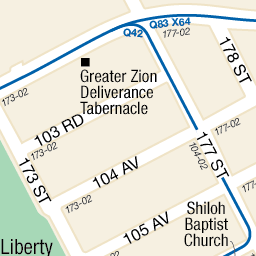 Q83 X64
Q42
177-02
178 ST
Greater Zion
Deliverance
Tabernacle
173-02
103 RD
177 ST
104-02
173-02
104 AV
173 ST
173-02
105 AV
177-02
Shiloh
Baptist
Church
Liberty